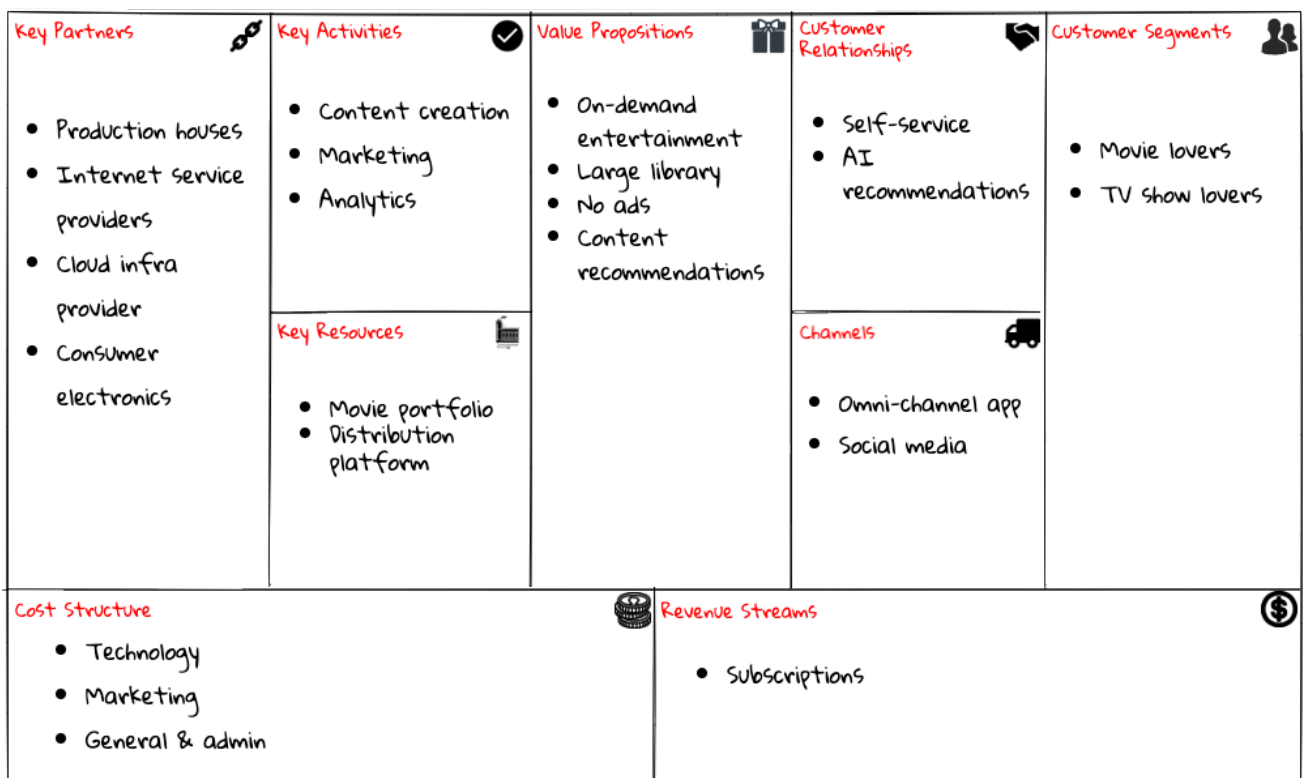 Key Partners
• Production houses
• Internet service
providers
• Cloud infra
provider
• Consumer
electronics
Key Activities
• Content creation
• Marketing
• Analytics
Key Resources
• Movie portfolio
• Distribution
platform
Value Propositions
• On-demand
entertainment
• Large library
• No ads
• Content
recommendations
Customer
Relationships
• Self-service
• AI
recommendations
Channels
• Omni-channel app
• Social media
Customer Segments
• Movie lovers
• TV show lovers
Cost Structure
• Technology
• Marketing
• General & admin
Revenue Streams
$
• Subscriptions